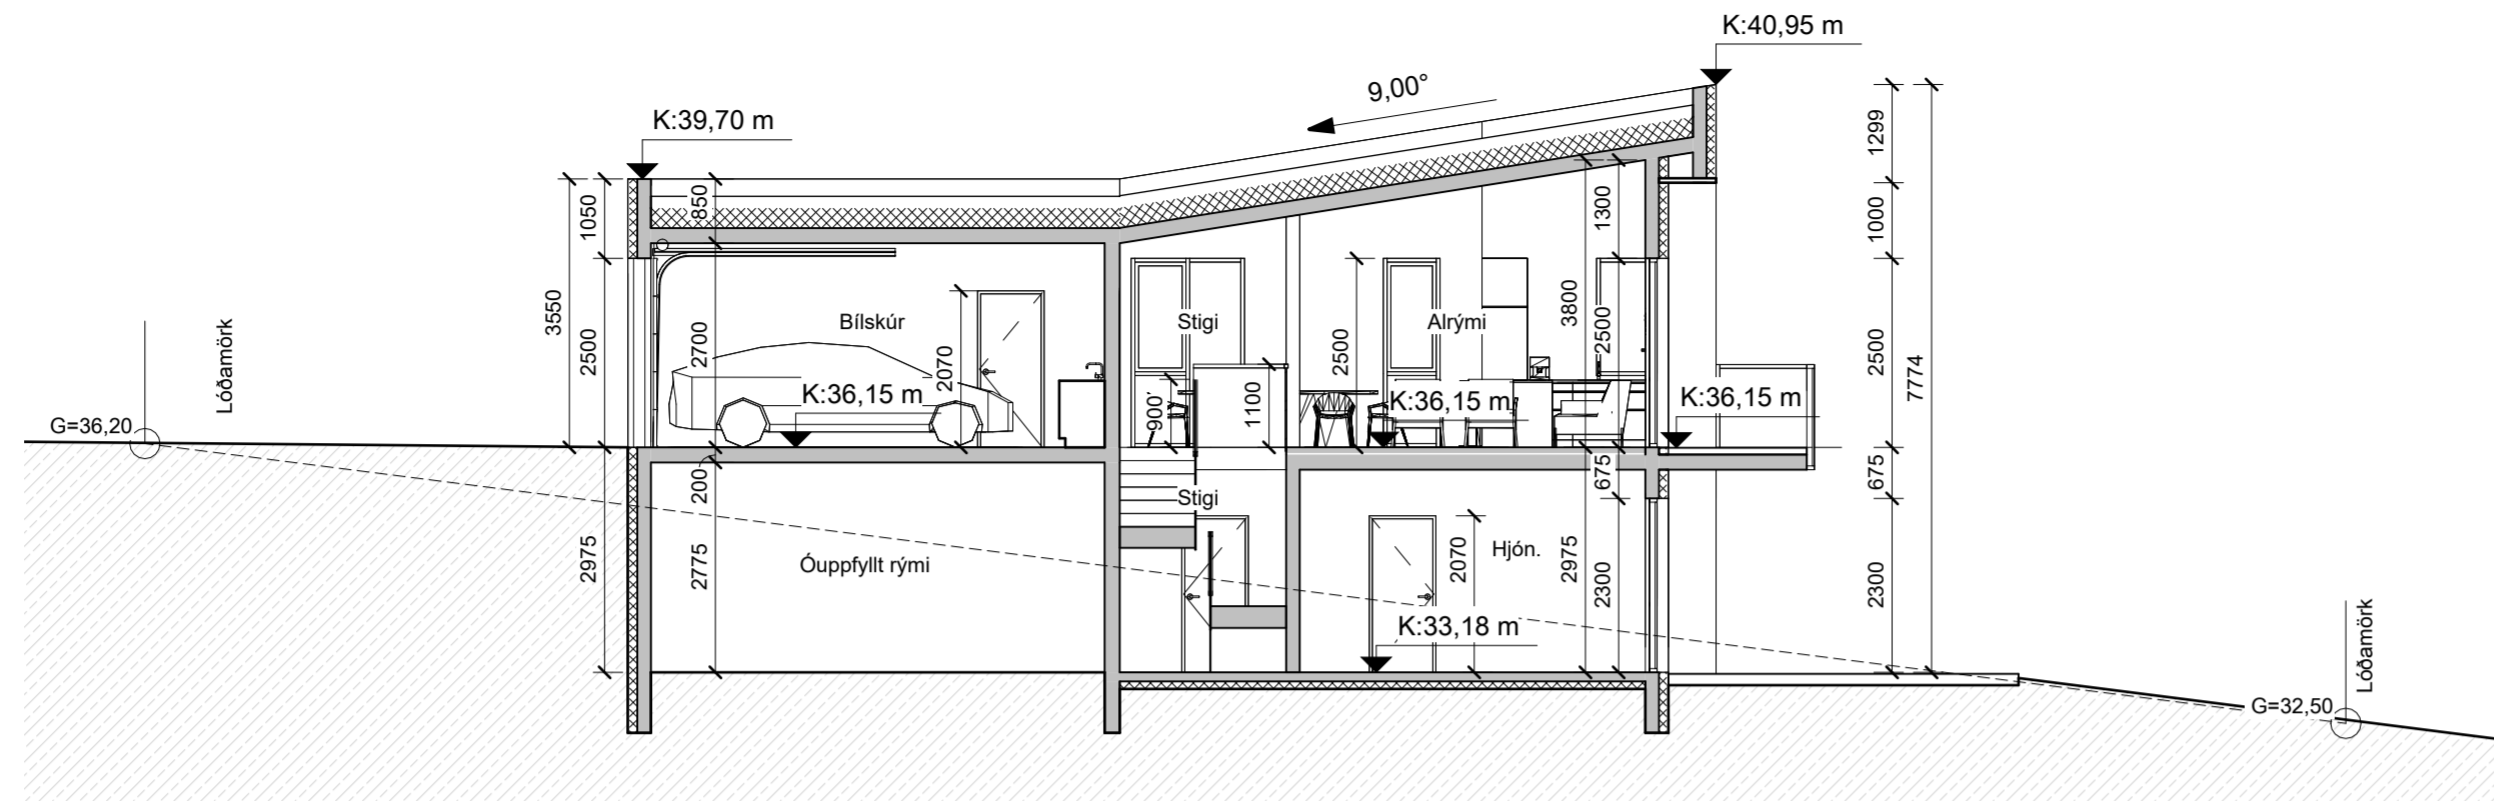 K:40,95 m
9,00°
K:39,70 m
1299
850
1050
1300
1000
3550
2500
2700
Bílskúr
2070
Stigi
2500
Alrými
3800
2500
2500
7774
Lóðamörk
K:36,15 m
900
1100
K:36,15 m
K:36,15 m
G=36,20
200
Stigi
675
675
2975
2775
Óuppfyllt rými
2070
Hjón.
2975
2300
2300
K:33,18 m
Lóðamörk
G=32,50